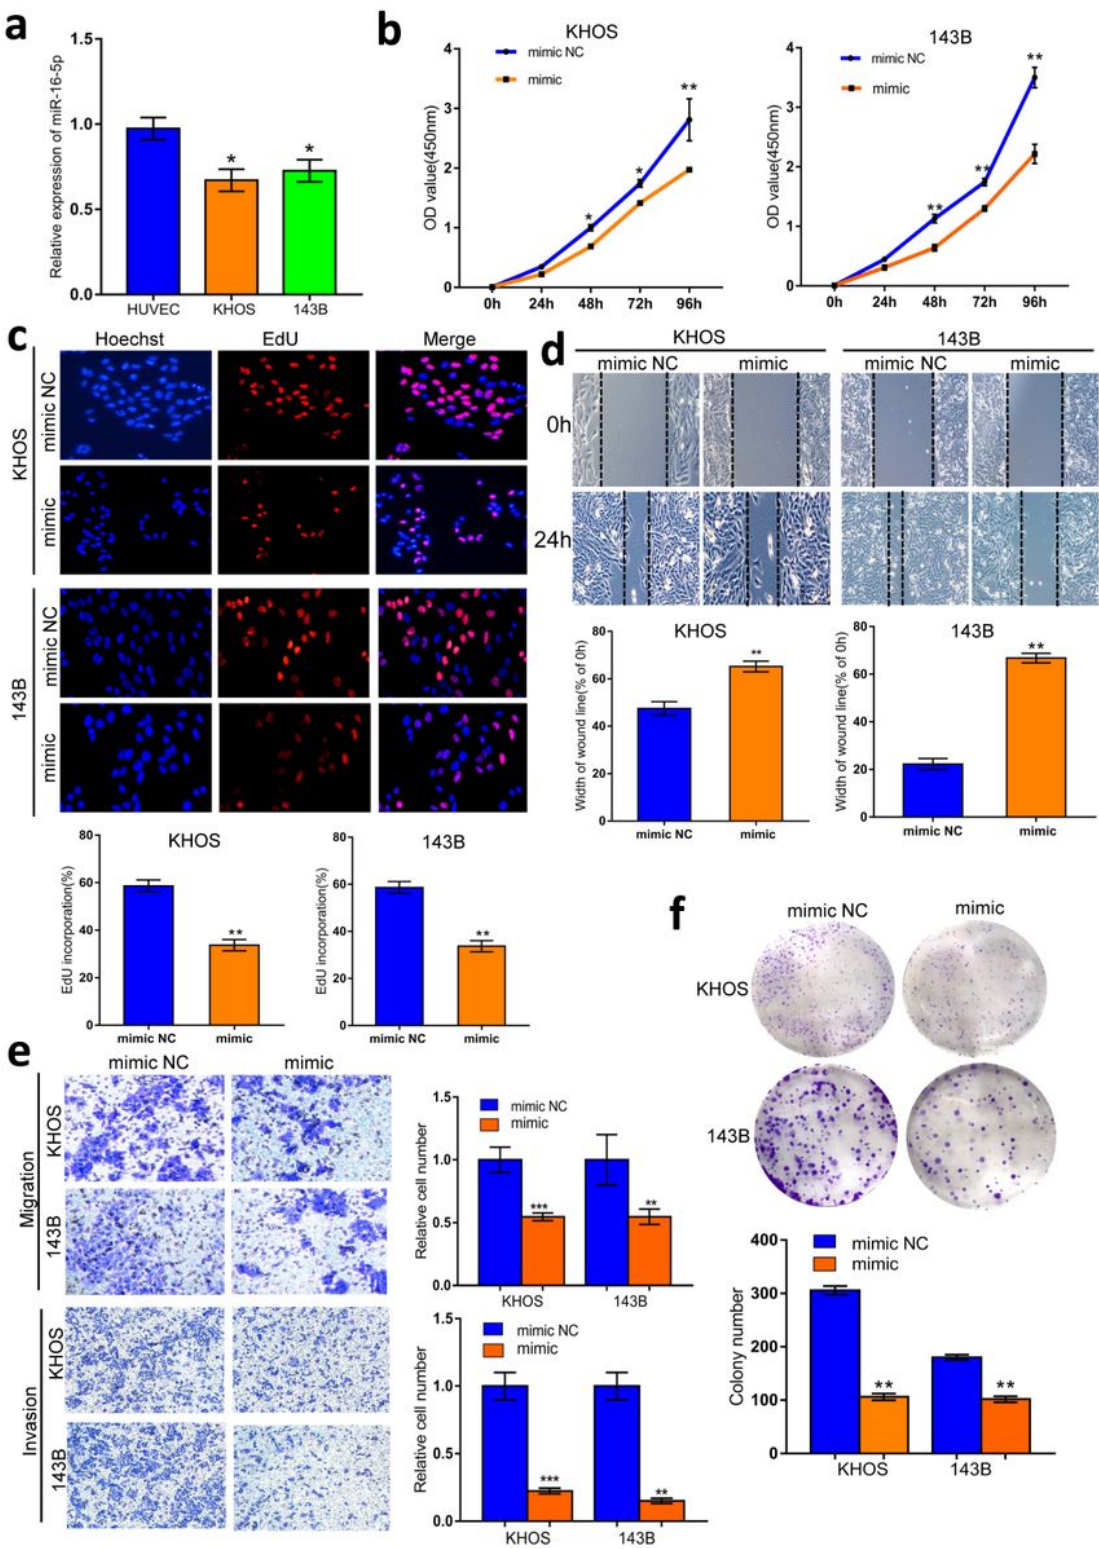 a
Relative expression of miR-16-5p
1.5
1.0
0.5
0.0
*
*
HUVEC KHOS 143B
b
KHOS
OD value(450nm)
4
3
2
1
0
mimic NC
mimic
*
*
**
0h 24h 48h 72h 96h
143B
OD value(450nm)
4
3
2
1
0
mimic NC
mimic
**
**
**
0h 24h 48h 72h 96h
c
Hoechst EdU Merge
KHOS
mimic NC
mimic
143B
mimic NC
mimic
KHOS
EdU incorporation(%)
80
60
40
20
0
**
mimic NC mimic
143B
EdU incorporation(%)
80
60
40
20
0
**
mimic NC mimic
d
KHOS 143B
mimic NC mimic mimic NC mimic
0h
24h
KHOS
Width of wound line(% of 0h)
80
60
40
20
0
**
mimic NC mimic
143B
Width of wound line(% of 0h)
80
60
40
20
0
**
mimic NC mimic
e
mimic NC mimic
Migration
KHOS
143B
Invasion
KHOS
143B
Relative cell number
1.5
1.0
0.5
0.0
mimic NC
mimic
***
**
KHOS 143B
Relative cell number
1.5
1.0
0.5
0.0
mimic NC
mimic
***
**
KHOS 143B
f
mimic NC mimic
KHOS
143B
Colony number
400
300
200
100
0
mimic NC
mimic
**
**
KHOS 143B